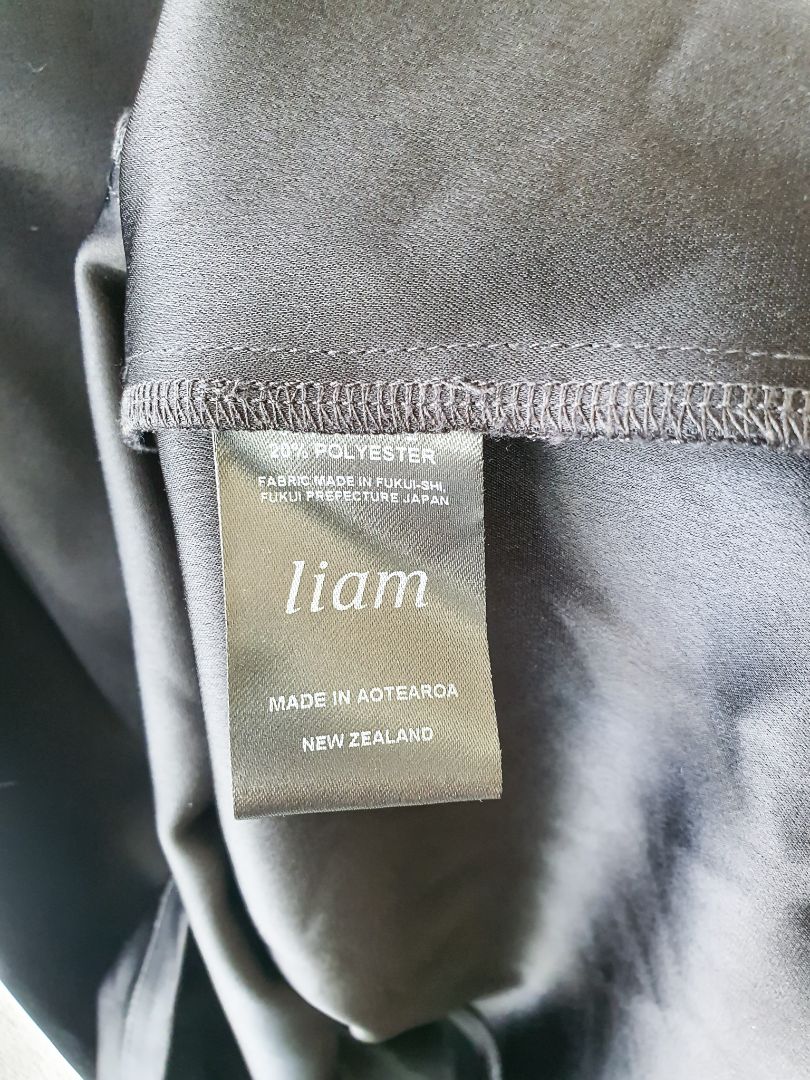 20% POLYESTER
FABRIC MADE IN FUKUI-SHI,
FUKUI PREFECTURE JAPAN
liam
MADE IN AOTEAROA
NEW ZEALAND